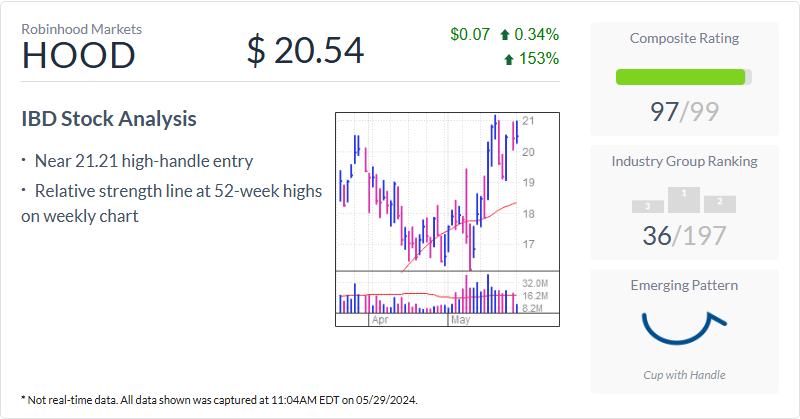 Robinhood Markets
HOOD
$ 20.54
$0.07 0.34%
153%
IBD Stock Analysis
· Near 21.21 high-handle entry
· Relative strength line at 52-week highs
on weekly chart
21
20
19
18
17
32.0M
16.2M
8.2M
Apr May
* Not real-time data. All data shown was captured at 11:04AM EDT on 05/29/2024.
Composite Rating
97/99
Industry Group Ranking
3 1 2
36/197
Emerging Pattern
Cup with Handle